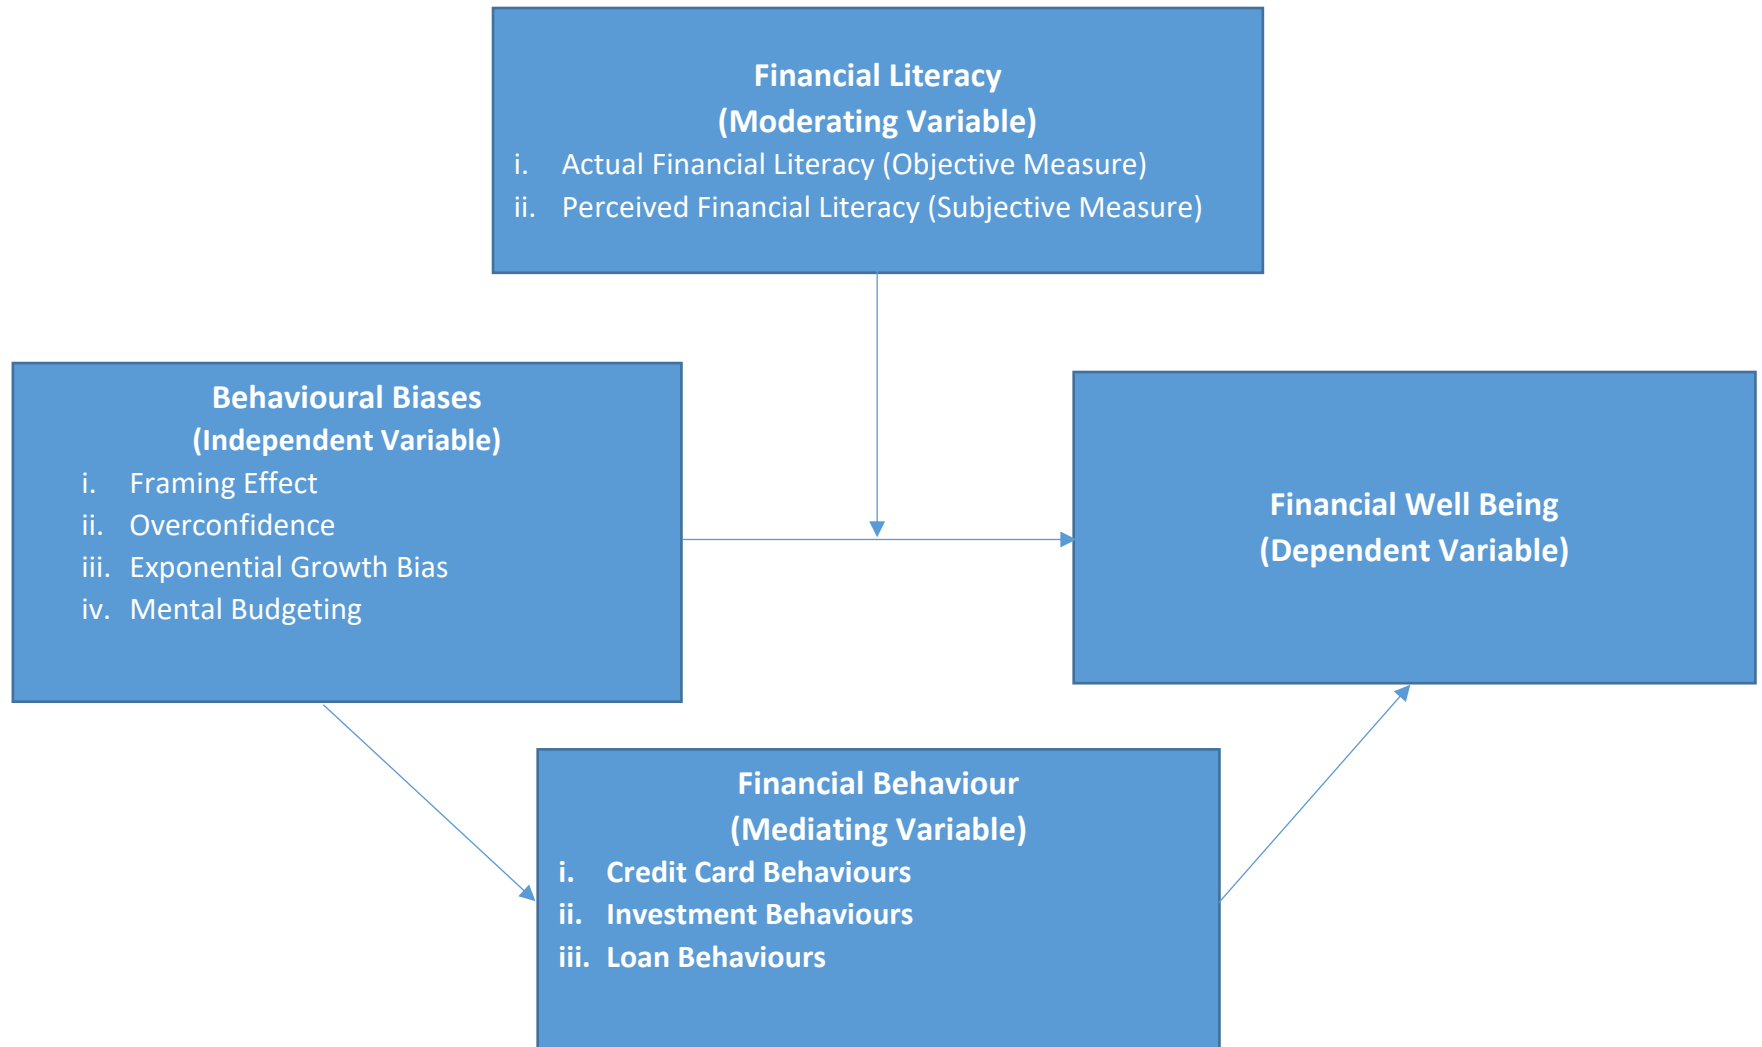 Financial Literacy
(Moderating Variable)
i. Actual Financial Literacy (Objective Measure)
ii. Perceived Financial Literacy (Subjective Measure)
Behavioural Biases
(Independent Variable)
i. Framing Effect
ii. Overconfidence
iii. Exponential Growth Bias
iv. Mental Budgeting
Financial Well Being
(Dependent Variable)
Financial Behaviour
(Mediating Variable)
i. Credit Card Behaviours
ii. Investment Behaviours
iii. Loan Behaviours